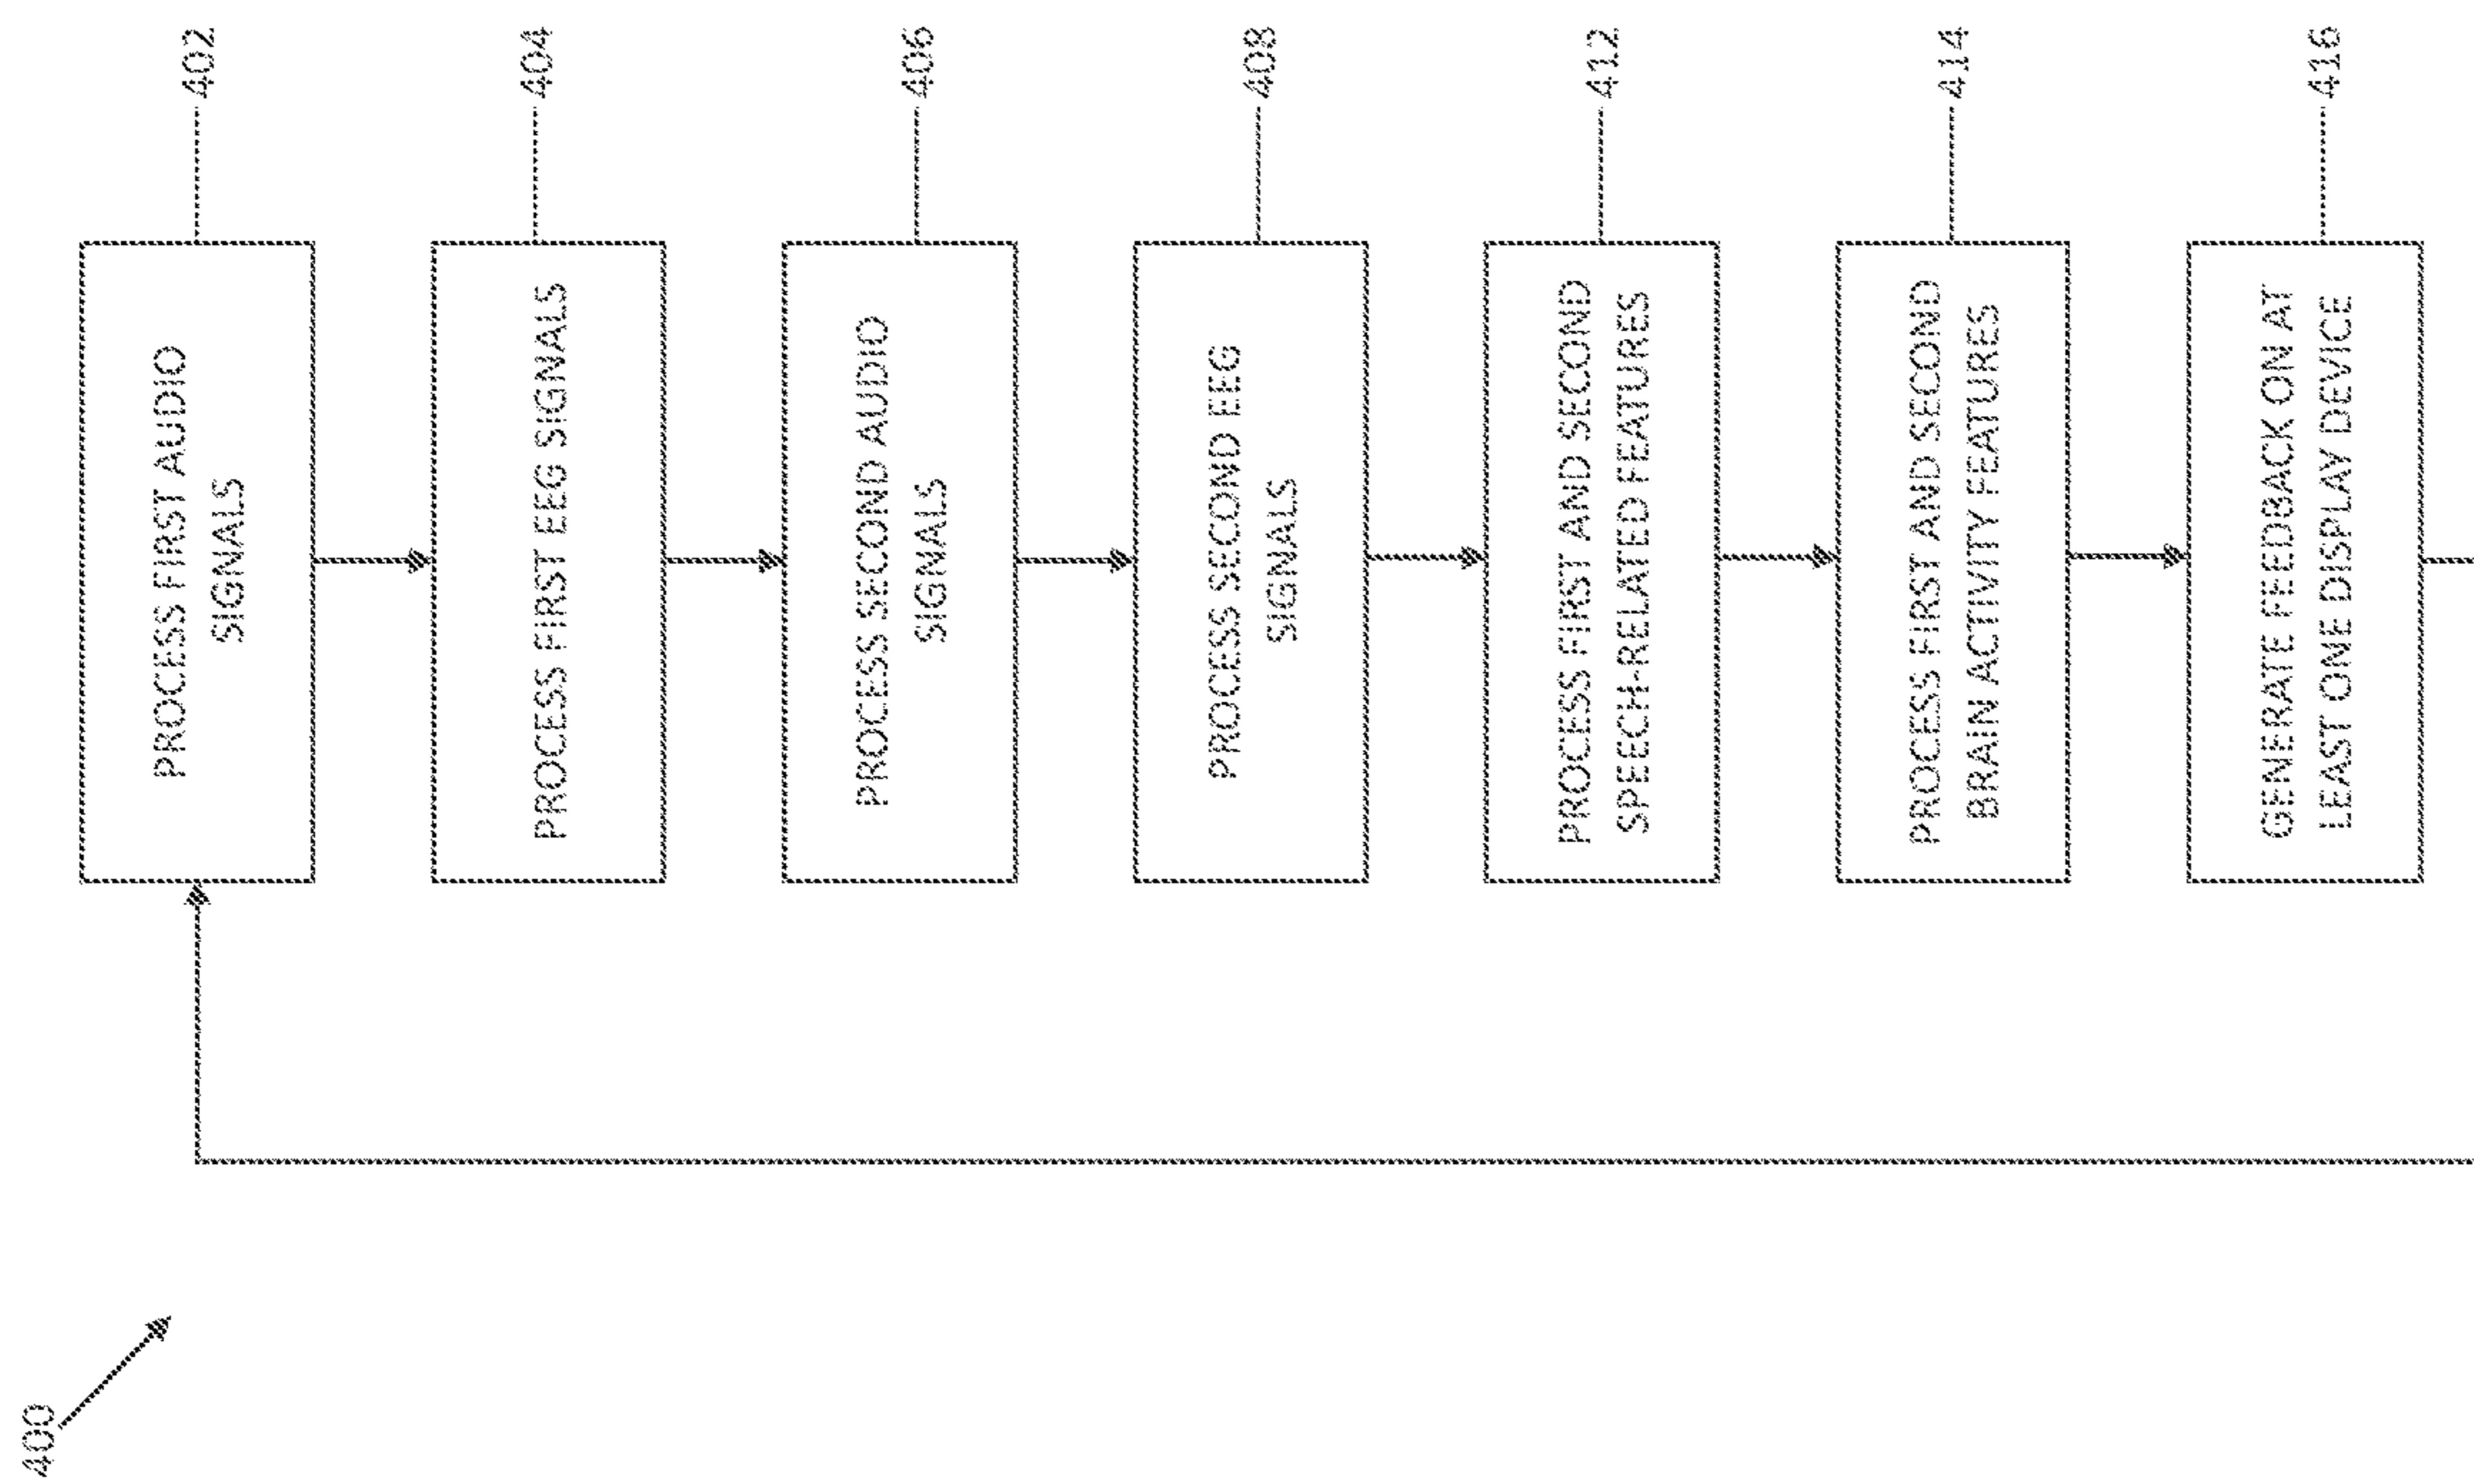 400
PROCESS FIRST AUDIO
SIGNALS
402
PROCESS FIRST EEG SIGNALS
404
PROCESS SECOND AUDIO
SIGNALS
406
PROCESS SECOND EEG
SIGNALS
408
PROCESS FIRST AND SECOND
SPEECH-RELATED FEATURES
412
PROCESS FIRST AND SECOND
BRAIN ACTIVITY FEATURES
414
GENERATE FEEDBACK ON AT
LEAST ONE DISPLAY DEVICE
416